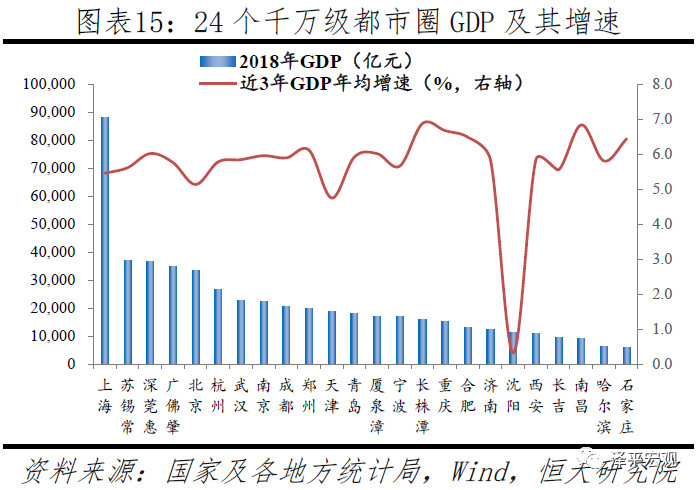 图表15：24个千万级都市圈GDP及其增速
2018年GDP（亿元）
近3年GDP年均增速（%，右轴）
100,000
90,000
80,000
70,000
60,000
50,000
40,000
30,000
20,000
10,000
0
8.0
7.0
6.0
5.0
4.0
3.0
2.0
1.0
0.0
上海
苏锡常
深莞惠
广佛肇
北京
杭州
武汉
南京
成都
郑州
天津
青岛
厦泉漳
宁波
长株潭
重庆
合肥
济南
沈阳
西安
长吉
南昌
哈尔滨
石家庄
泽平宏观
资料来源：国家及各地方统计局，Wind，恒大研究院